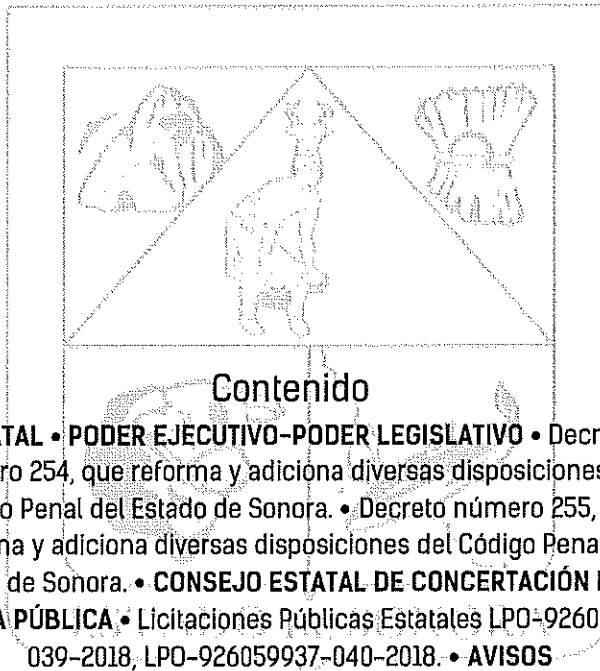 Contenido
TAL • PODER EJECUTIVO-PODER LEGISLATIVO • Decr
ro 254, que reforma y adiciona diversas disposiciones
o Penal del Estado de Sonora. • Decreto número 255,
na y adiciona diversas disposiciones del Código Pena
de Sonora. • CONSEJO ESTATAL DE CONCERTACIÓN
A PÚBLICA • Licitaciones Públicas Estatales LPO-9260
039-2018, LPO-926059937-040-2018. • AVISOS